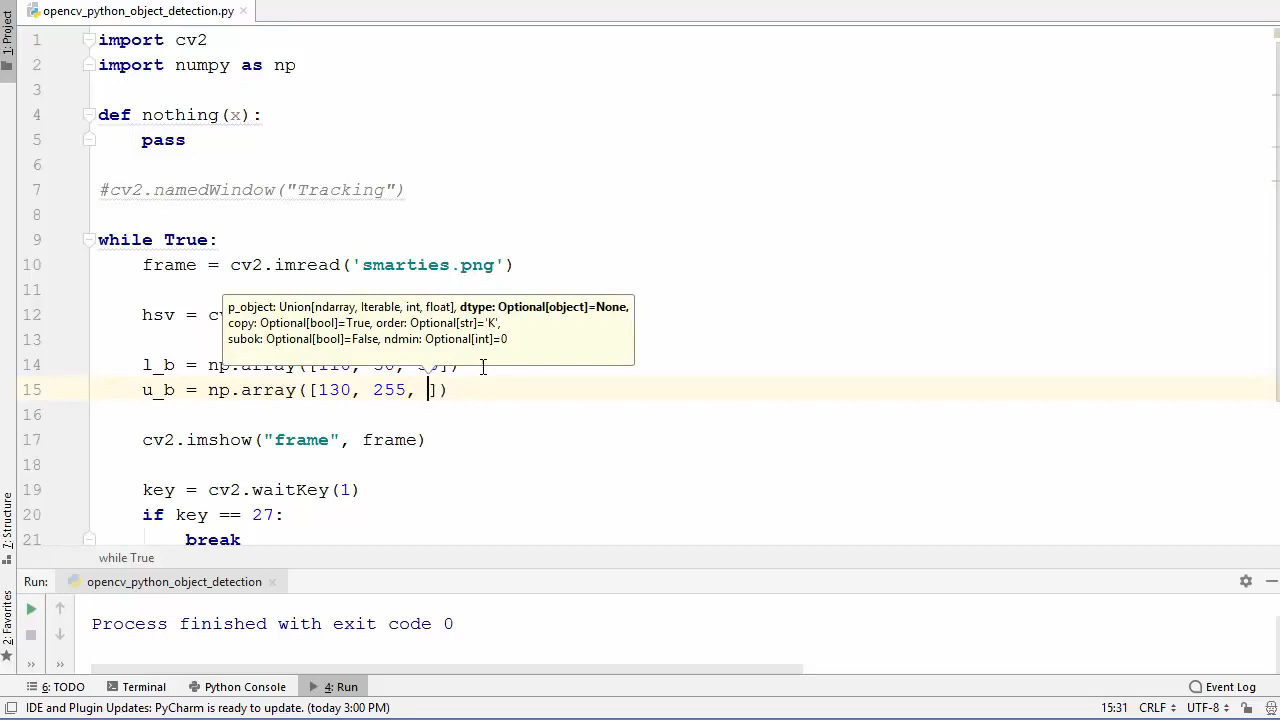 1: Project
opencv_python_object_detection.py ×
1 import cv2
2 import numpy as np
3
4 def nothing(x):
5 pass
6
7 #cv2.namedWindow("Tracking")
8
9 while True:
10 frame = cv2.imread('smarties.png')
11
p_object: Union[ndarray, Iterable, int, float], dtype: Optional[object]=None,
12 hsv = c
copy: Optional[bool]=True, order: Optional[str]='K',
13
subok: Optional[bool]=False, ndmin: Optional[int]=0
14 l_b = np.array([110,
15 u_b = np.array([130, 255, ])
16
17 cv2.imshow("frame", frame)
18
19 key = cv2.waitKey(1)
20 if key == 27:
21 break
while True
7: Structure
2: Favorites
Run: opencv_python_object_detection ×
Process finished with exit code 0
6: TODO Terminal Python Console 4: Run Event Log
IDE and Plugin Updates: PyCharm is ready to update. (today 3:00 PM) 15:31 CRLF UTF-8